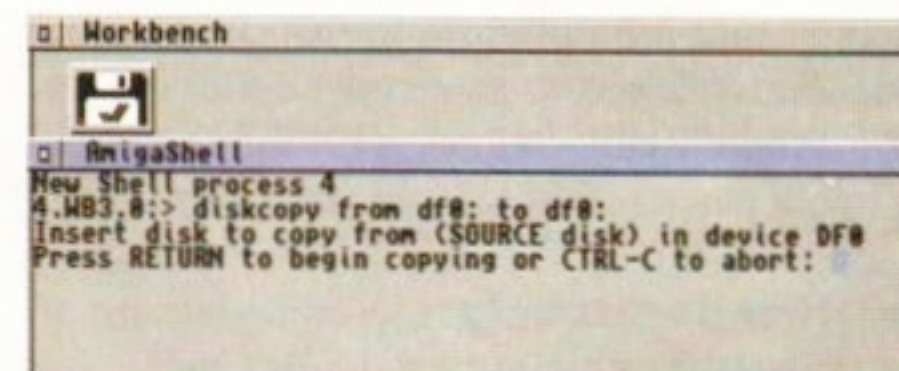 Workbench
AmigaShell
New Shell process 4
4.WB3.0:> diskcopy from df0: to df0:
Insert disk to copy from (SOURCE disk) in device DF0
Press RETURN to begin copying or CTRL-C to abort: